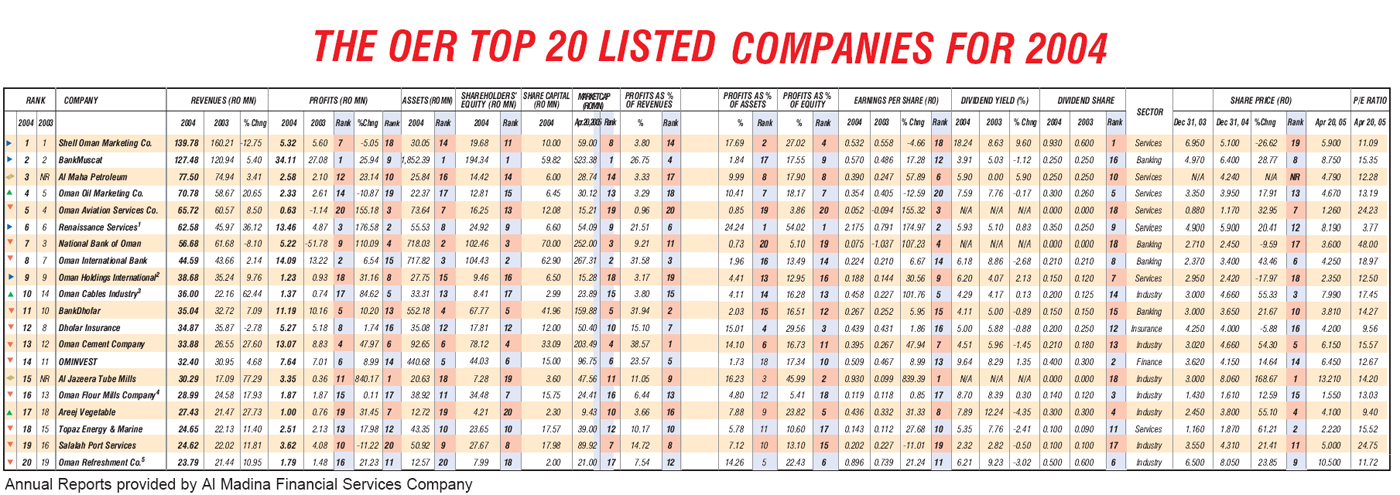 THE OER TOP 20 LISTED COMPANIES FOR 2004
RANK COMPANY REVENUES (RO MN) PROFITS (RO MN) ASSETS (RO MN) SHAREHOLDERS' EQUITY (RO MN) SHARE CAPITAL (RO MN) MARKETCAP (ROMN) PROFITS AS % OF REVENUES PROFITS AS % OF ASSETS PROFITS AS % OF EQUITY EARNINGS PER SHARE (RO) DIVIDEND YIELD (%) DIVIDEND SHARE SECTOR SHARE PRICE (RO) P/E RATIO
2004 2003 2004 2003 % Chng 2004 2003 Rank %Chng Rank 2004 Rank 2004 Rank 2004 Apr.20,2005 Rank % Rank % Rank % Rank 2004 2003 %Chng Rank 2004 2003 %Chng 2004 2003 Rank Dec 31, 03 Dec 31, 04 % Chng Rank Apr 20, 05 Apr 20, 05
1 1 Shell Oman Marketing Co. 139.78 160.21 -12.75 5.32 5.60 7 -5.05 18 30.05 14 19.68 11 10.00 59.00 8 3.80 14 17.69 2 27.02 4 0.532 0.558 -4.66 18 18.24 8.63 9.60 0.930 0.600 1 Services 6.950 5.100 -26.62 19 5.900 11.09
2 2 BankMuscat 127.48 120.94 5.40 34.11 27.08 1 25.94 9 1,852.39 1 194.34 1 59.82 523.38 1 26.75 4 1.84 17 17.55 9 0.570 0.486 17.28 12 3.91 5.03 -1.12 0.250 0.250 10 Banking 4.970 6.400 28.77 8 8.750 15.35
3 NR Al Maha Petroleum 77.50 74.94 3.41 2.58 2.10 12 23.14 10 25.84 16 14.42 14 6.00 28.74 14 3.33 17 9.99 8 17.90 8 0.390 0.247 57.89 6 5.90 0.00 5.90 0.250 0.000 10 Services N/A 4.240 N/A NR 4.790 12.28
4 5 Oman Oil Marketing Co. 70.78 58.67 20.65 2.33 2.61 14 -10.87 19 22.37 17 12.81 15 6.45 30.12 13 3.29 18 10.41 7 18.17 7 0.354 0.405 -12.59 20 7.59 7.76 -0.17 0.300 0.261 5 Services 3.350 3.950 17.91 13 4.670 13.19
5 4 Oman Aviation Services Co. 65.72 60.57 8.50 0.63 -1.14 20 155.18 3 73.64 7 16.25 13 12.08 15.21 19 0.96 20 0.85 19 3.86 20 0.052 -0.094 155.32 3 N/A N/A N/A 0.000 0.000 18 Services 0.880 1.170 32.95 7 1.260 24.23
6 6 Renaissance Services1 62.58 45.97 36.12 13.46 4.87 3 176.58 2 55.53 8 24.92 9 6.60 54.09 9 21.51 6 24.24 1 54.02 1 2.175 0.791 174.97 2 5.93 5.10 0.83 0.350 0.250 9 Services 4.900 5.900 20.41 12 8.190 3.77
7 3 National Bank of Oman 56.68 61.68 -8.10 5.22 -51.78 9 110.09 4 718.03 2 102.46 3 70.00 252.00 3 9.21 11 0.73 20 5.10 19 0.075 -1.037 107.23 4 N/A N/A N/A 0.000 0.000 18 Banking 2.710 2.450 -9.59 17 3.600 48.00
8 7 Oman International Bank 44.59 43.66 2.14 14.09 13.22 2 6.54 15 717.82 3 104.43 2 62.90 267.31 2 31.58 3 1.96 16 13.49 14 0.224 0.210 6.67 14 6.18 8.86 -2.68 0.210 0.210 8 Banking 2.370 3.400 43.46 6 4.250 18.97
9 9 Oman Holdings International2 38.68 35.24 9.76 1.23 0.93 18 31.16 8 27.75 15 9.46 16 6.50 15.28 18 3.17 19 4.41 13 12.95 16 0.188 0.144 30.56 9 6.20 4.07 2.13 0.150 0.120 7 Services 2.950 2.420 -17.97 18 2.350 12.50
10 14 Oman Cables Industry3 36.00 22.16 62.44 1.37 0.74 17 84.62 5 33.31 13 8.41 17 2.99 23.89 15 3.80 15 4.11 14 16.28 13 0.458 0.227 101.76 5 4.29 4.17 0.13 0.200 0.125 14 Industry 3.000 4.660 55.33 3 7.990 17.45
11 10 BankDhofar 35.04 32.72 7.09 11.19 10.16 5 10.20 13 552.18 4 67.77 5 41.96 159.88 5 31.94 2 2.03 15 16.51 12 0.267 0.252 5.95 15 4.11 5.00 -0.89 0.150 0.150 15 Banking 3.000 3.650 21.67 10 3.810 14.27
12 8 Dhofar Insurance 34.87 35.87 -2.78 5.27 5.18 8 1.74 16 35.08 12 17.81 12 12.00 50.40 10 15.10 7 15.01 4 29.56 3 0.439 0.431 1.86 16 5.00 5.88 -0.88 0.200 0.250 12 Insurance 4.250 4.000 -5.88 16 4.200 9.56
13 12 Oman Cement Company 33.88 26.55 27.60 13.07 8.83 4 47.97 6 92.65 6 78.12 4 33.09 203.49 4 38.57 1 14.10 6 16.73 11 0.395 0.267 47.94 7 4.51 5.96 -1.45 0.210 0.180 13 Industry 3.020 4.660 54.30 5 6.150 15.57
14 11 OMINVEST 32.40 30.95 4.68 7.64 7.01 6 8.99 14 440.68 5 44.03 6 15.00 96.75 6 23.57 5 1.73 18 17.34 10 0.509 0.467 8.99 13 9.64 8.29 1.35 0.400 0.300 2 Finance 3.620 4.150 14.64 14 6.450 12.67
15 NR Al Jazeera Tube Mills 30.29 17.09 77.29 3.35 0.36 11 840.17 1 20.63 18 7.28 19 3.60 47.56 11 11.05 9 16.23 3 45.99 2 0.930 0.099 839.39 1 N/A N/A N/A 0.000 0.000 18 Industry 3.000 8.060 168.67 1 13.210 14.20
16 13 Oman Flour Mills Company4 28.99 24.58 17.93 1.87 1.87 15 0.11 17 38.92 11 34.48 7 15.75 24.41 16 6.44 13 4.80 12 5.41 18 0.119 0.118 0.85 17 8.70 8.39 0.30 0.140 0.120 3 Industry 1.430 1.610 12.59 15 1.550 13.03
17 18 Areej Vegetable 27.43 21.47 27.73 1.00 0.76 19 31.45 7 12.72 19 4.21 20 2.30 9.43 10 3.66 16 7.88 9 23.82 5 0.436 0.332 31.33 8 7.89 12.24 -4.35 0.300 0.300 4 Industry 2.450 3.800 55.10 4 4.100 9.40
18 15 Topaz Energy & Marine 24.65 22.13 11.40 2.51 2.13 13 17.98 12 43.35 10 23.65 10 17.57 39.00 12 10.17 10 5.78 11 10.60 17 0.143 0.112 27.68 10 5.35 7.76 -2.41 0.100 0.090 11 Services 1.160 1.870 61.21 2 2.220 15.52
19 16 Salalah Port Services 24.62 22.02 11.81 3.62 4.08 10 -11.22 20 50.92 9 27.67 8 17.98 89.92 7 14.72 8 7.12 10 13.10 15 0.202 0.227 -11.01 19 2.32 2.82 -0.50 0.100 0.100 17 Industry 3.550 4.310 21.41 11 5.000 24.75
20 19 Oman Refreshment Co.5 23.79 21.44 10.95 1.79 1.48 16 21.23 11 12.57 20 7.99 18 2.00 21.00 17 7.54 12 14.26 5 22.43 6 0.896 0.739 21.24 11 6.21 9.23 -3.02 0.500 0.600 6 Industry 6.500 8.050 23.85 9 10.500 11.72
Annual Reports provided by Al Madina Financial Services Company